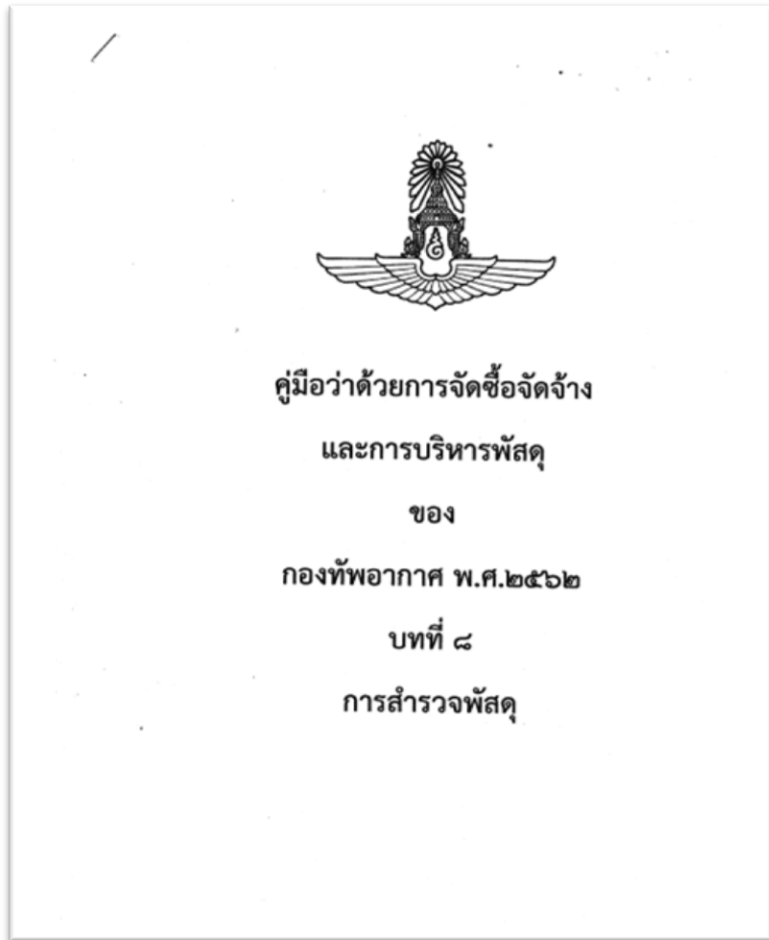 คู่มือว่าด้วยการจัดซื้อจัดจ้าง
และการบริหารพัสดุ
ของ
กองทัพอากาศ พ.ศ.๒๕๖๒
บทที่ ๘
การสำรวจพัสดุ